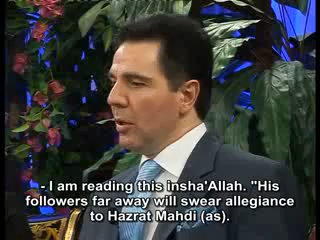 - I am reading this insha'Allah. "His
followers far away will swear allegiance
to Hazrat Mahdi (as).